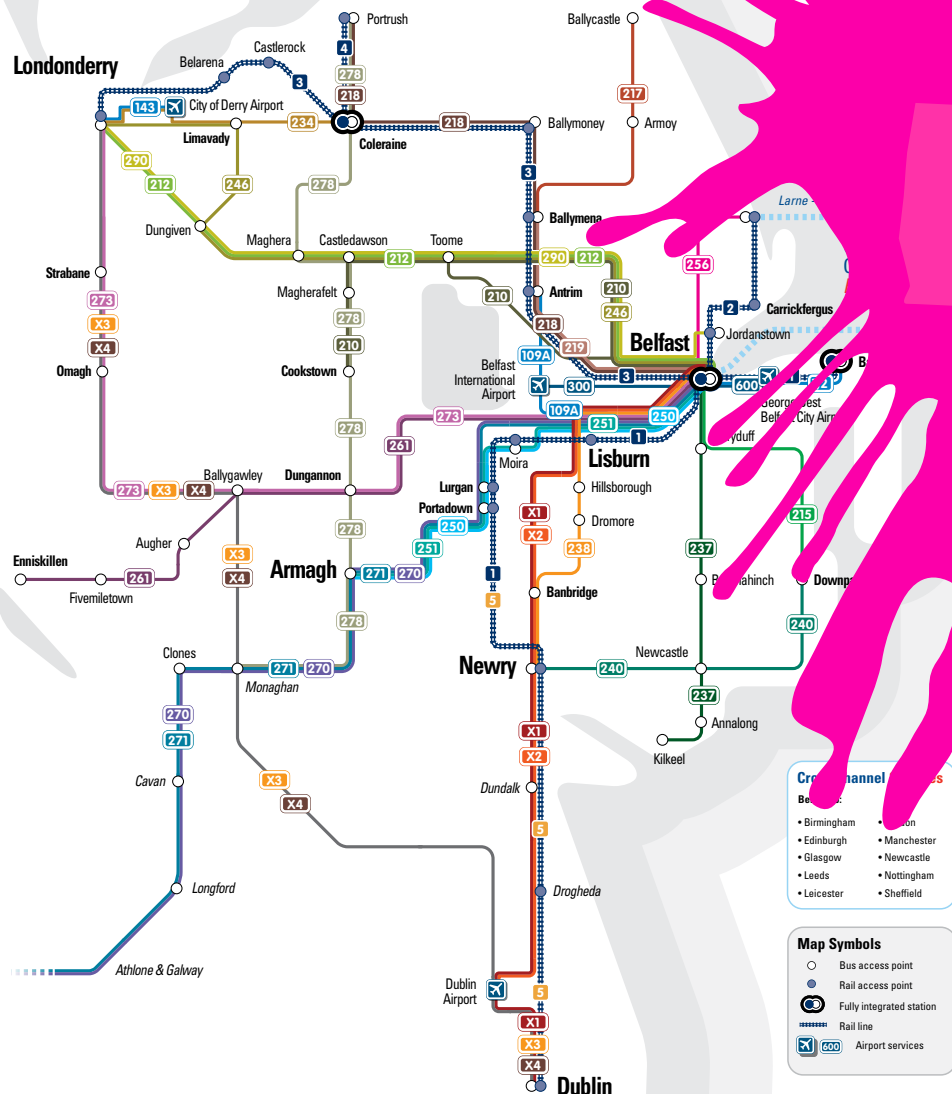 Portrush
Ballycastle
Castlerock
4
Londonderry
Belarena
278
3
217
218
143
City of Derry Airport
234
218
Ballymoney
Armoy
Limavady
Coleraine
290
3
212
246
278
Larne -
Ballymena
Dungiven
Maghera
Castledawson
Toome
212
290
212
256
Strabane
210
210
Magherafelt
Antrim
273
246
2
Carrickfergus
278
218
X3
Jordanstown
210
219
Belfast
X4
109A
Omagh
Cookstown
Belfast
International
Airport
300
3
600
109A
273
250
251
278
261
1
Lisburn
Moira
Ballygawley
Dungannon
273
X3
X4
Lurgan
Hillsborough
Portadown
X1
215
250
Dromore
278
X2
Augher
251
238
237
X3
Enniskillen
Armagh
271
270
1
X4
261
Banbridge
Fivemiletown
5
278
240
Clones
Newry
240
Newcastle
271
270
Monaghan
237
270
Annalong
271
X1
X2
Kilkeel
Cavan
X3
Dundalk
X4
5
• Birmingham
• Edinburgh
• Manchester
• Glasgow
• Newcastle
• Leeds
• Nottingham
• Leicester
• Sheffield
Longford
Drogheda
Map Symbols
Bus access point
Athlone & Galway
Rail access point
Dublin
Airport
5
Fully integrated station
X1
Rail line
X3
600
Airport services
X4
Dublin